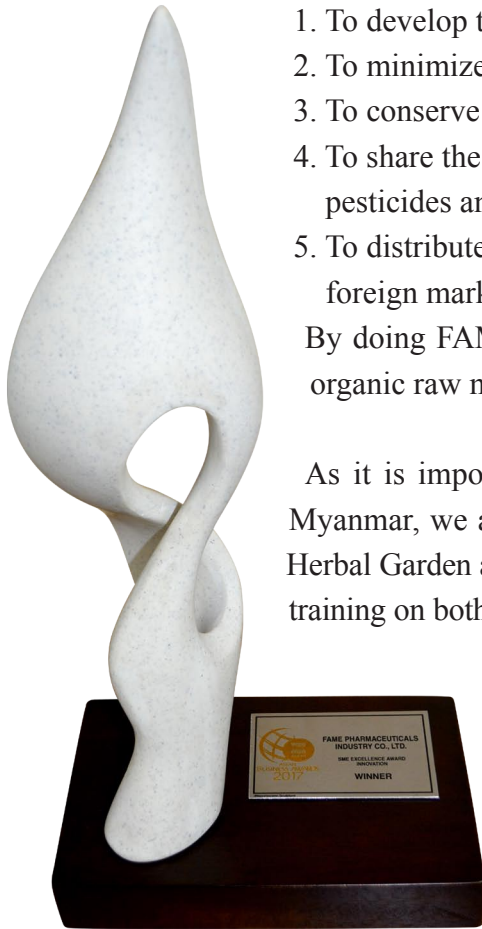 1. To develop t
2. To minimize
3. To conserve
4. To share the
pesticides an
5. To distribute
foreign mark
By doing FAM
organic raw m
As it is impo
Myanmar, we a
Herbal Garden a
training on both
FAME PHARMACEUTICALS
INDUSTRY CO., LTD.
SME EXCELLENCE AWARD
INNOVATION
WINNER
BUSINESS AWARDS
2017